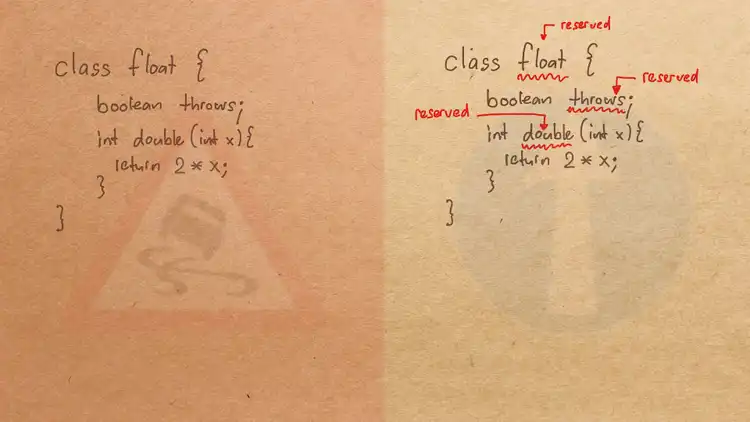 class float {
boolean throws;
int double (int x){
return 2 * x;
}
}
reserved
class float {
reserved
boolean throws;
reserved
int double (int x){
return 2 * x;
}
}